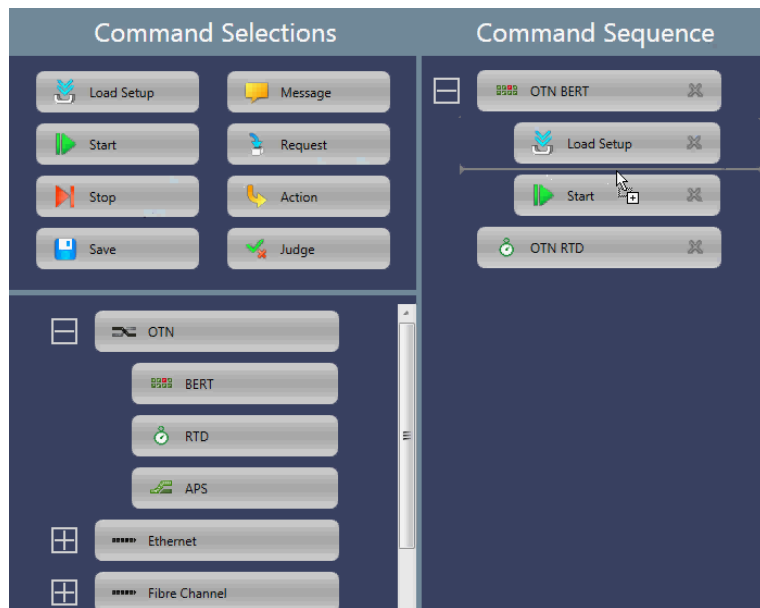 Command Selections
Load Setup
Message
Start
Request
Stop
Action
Save
Judge
OTN
BERT
RTD
APS
Ethernet
Fibre Channel
Command Sequence
OTN BERT
Load Setup
Start
OTN RTD